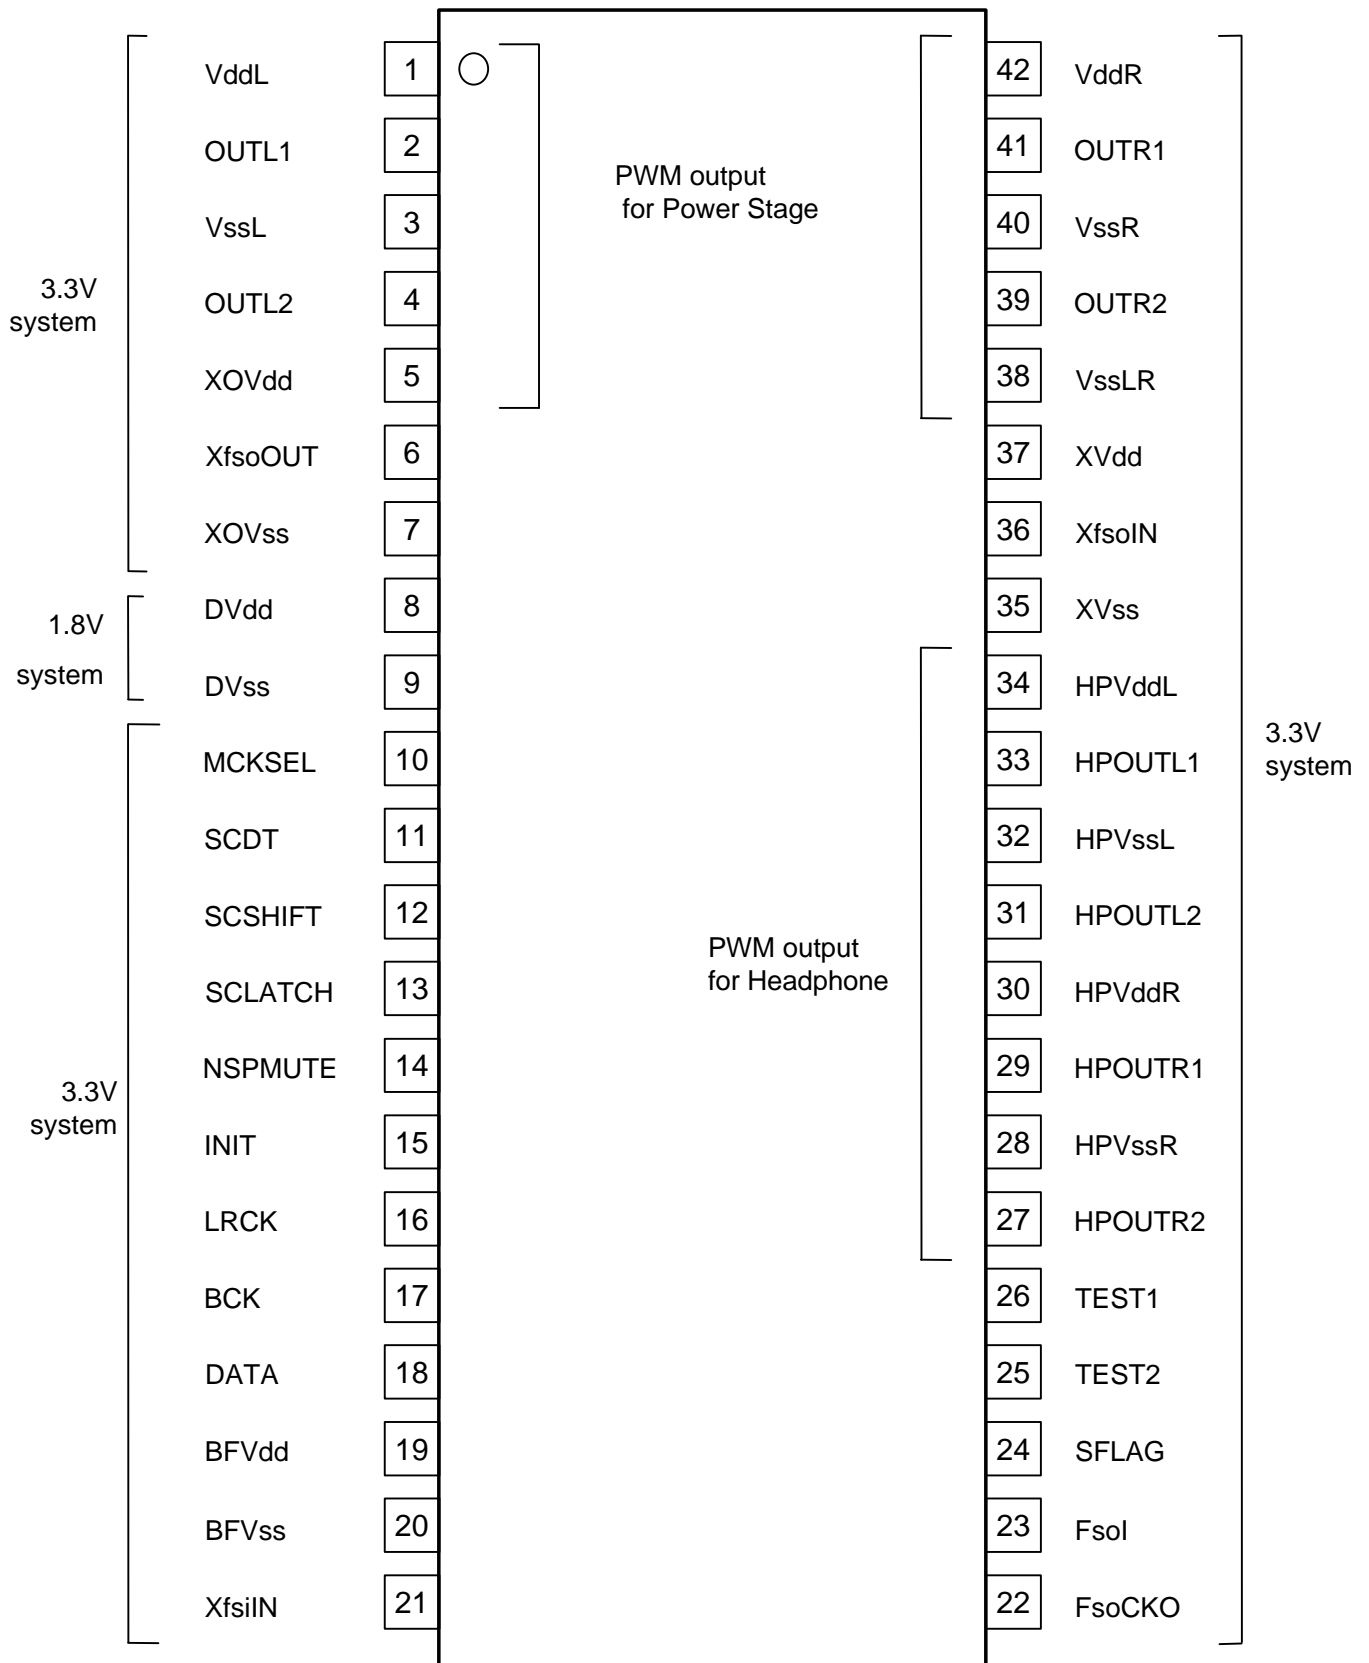 VddL 1 42 VddR
OUTL1 2 41 OUTR1
PWM output
for Power Stage
VssL 3 40 VssR
3.3V
system
OUTL2 4 39 OUTR2
XOVdd 5 38 VssLR
XfsoOUT 6 37 XVdd
XOVss 7 36 XfsoIN
1.8V
system
DVdd 8 35 XVss
DVss 9 34 HPVddL
3.3V
system
MCKSEL 10 33 HPOUTL1
SCDT 11 32 HPVssL
SCSHIFT 12 31 HPOUTL2
PWM output
for Headphone
SCLATCH 13 30 HPVddR
NSPMUTE 14 29 HPOUTR1
3.3V
system
INIT 15 28 HPVssR
LRCK 16 27 HPOUTR2
BCK 17 26 TEST1
DATA 18 25 TEST2
BFVdd 19 24 SFLAG
BFVss 20 23 FsoI
XfsiIN 21 22 FsoCKO